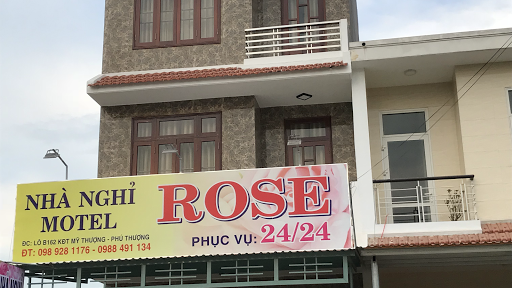 NHÀ NGHỈ
MOTEL
ROSE
ĐC: LÔ B162 KĐT MỸ THƯỢNG - PHÚ THƯỢNG
ĐT: 098 928 1176 - 0988 491 134
PHỤC VỤ: 24/24